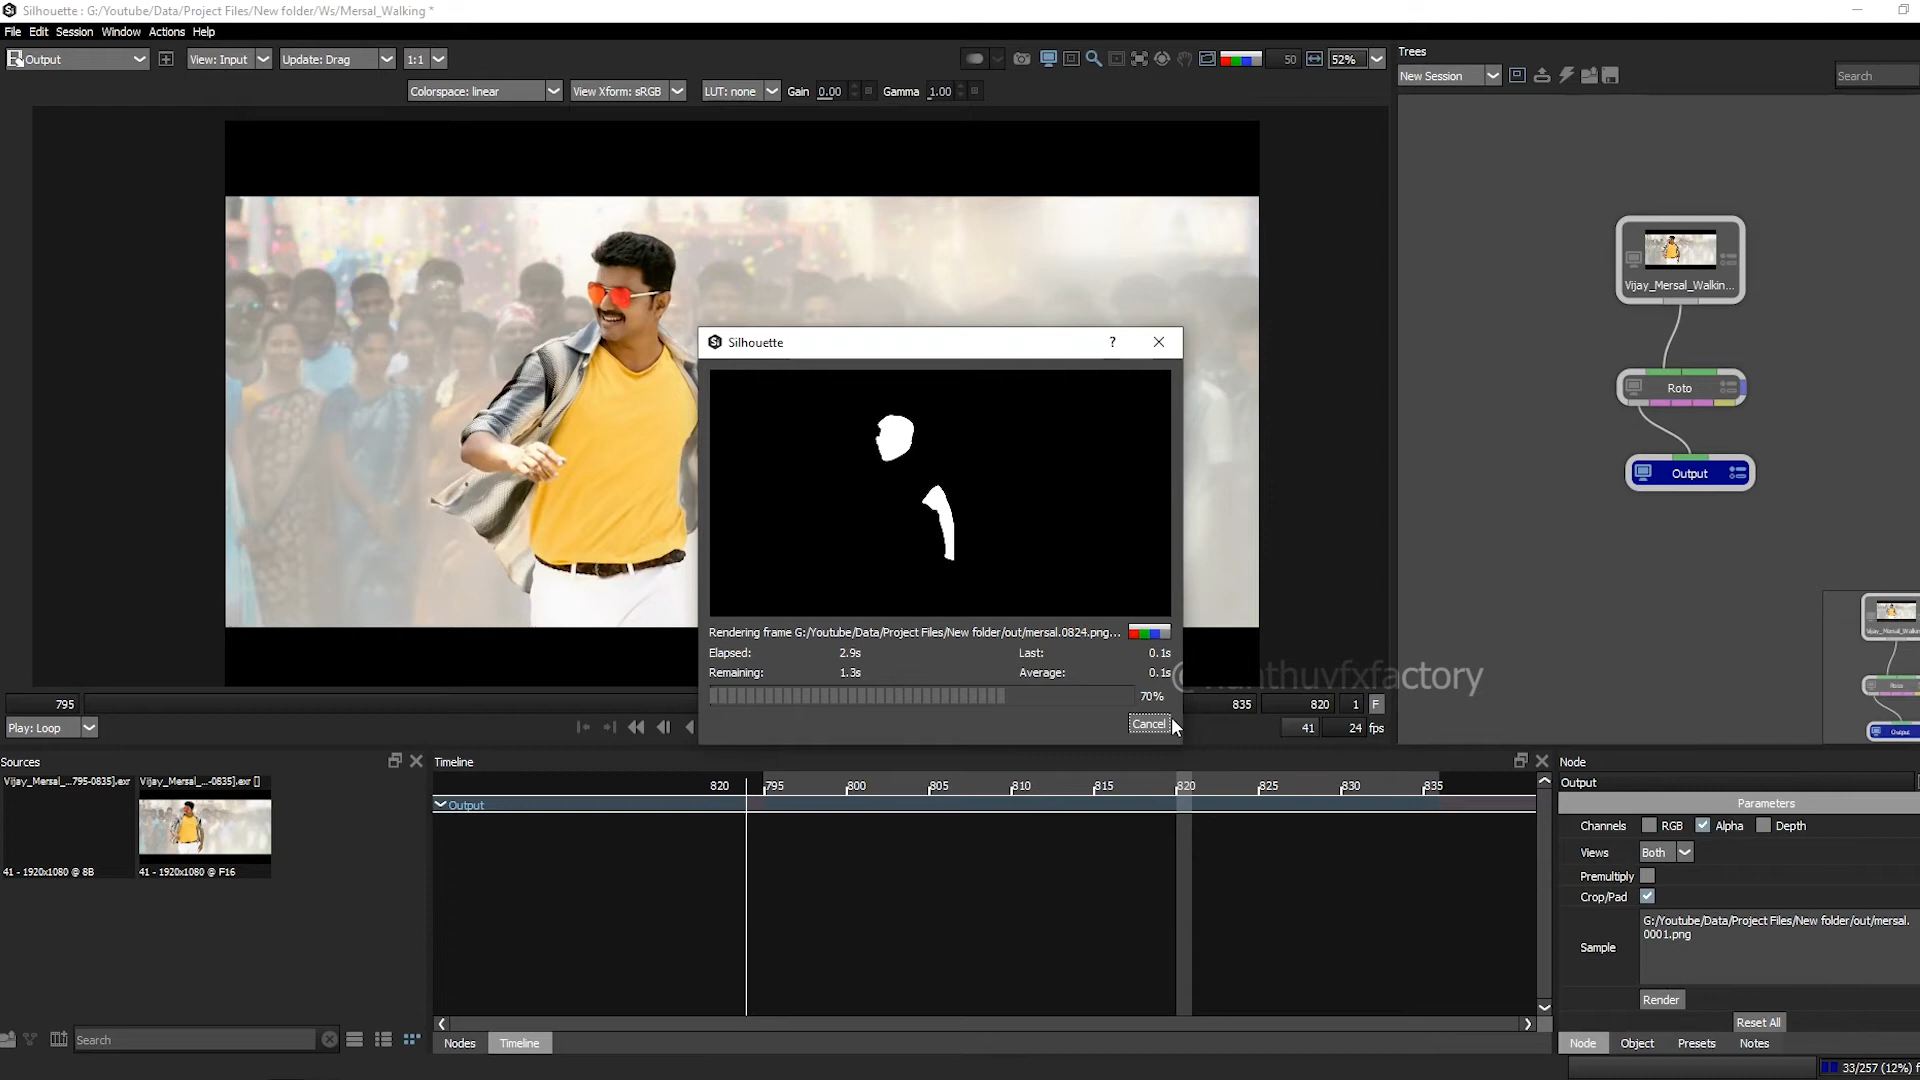 Silhouette : G:/Youtube/Data/Project Files/New folder/Ws/Mersal_Walking *
File Edit Session Window Actions Help
Output View: Input Update: Drag 1:1 50 52%
Colorspace: linear View Xform: sRGB LUT: none Gain 0.00 Gamma 1.00
Trees
New Session Search
Vijay_Mersal_Walkin...
Roto
Output
Silhouette ? 
Rendering frame G:/Youtube/Data/Project Files/New folder/out/mersal.0824.png...
Elapsed: 2.9s Last: 0.1s
Remaining: 1.3s Average: 0.1s
70%
Cancel
795 835 820 1 F
Play: Loop 41 24 fps
Sources
Vijay_Mersal_...795-0835].exr Vijay_Mersal_...-0835].exr []
41 - 1920x1080 @ 8B 41 - 1920x1080 @ F16
Search
Timeline
820 795 800 805 810 815 820 825 830 835
Output
Nodes Timeline
Node
Output
Parameters
Channels RGB Alpha Depth
Views Both
Premultiply
Crop/Pad
Sample G:/Youtube/Data/Project Files/New folder/out/mersal.
0001.png
Render
Reset All
Node Object Presets Notes
33/257 (12%) f